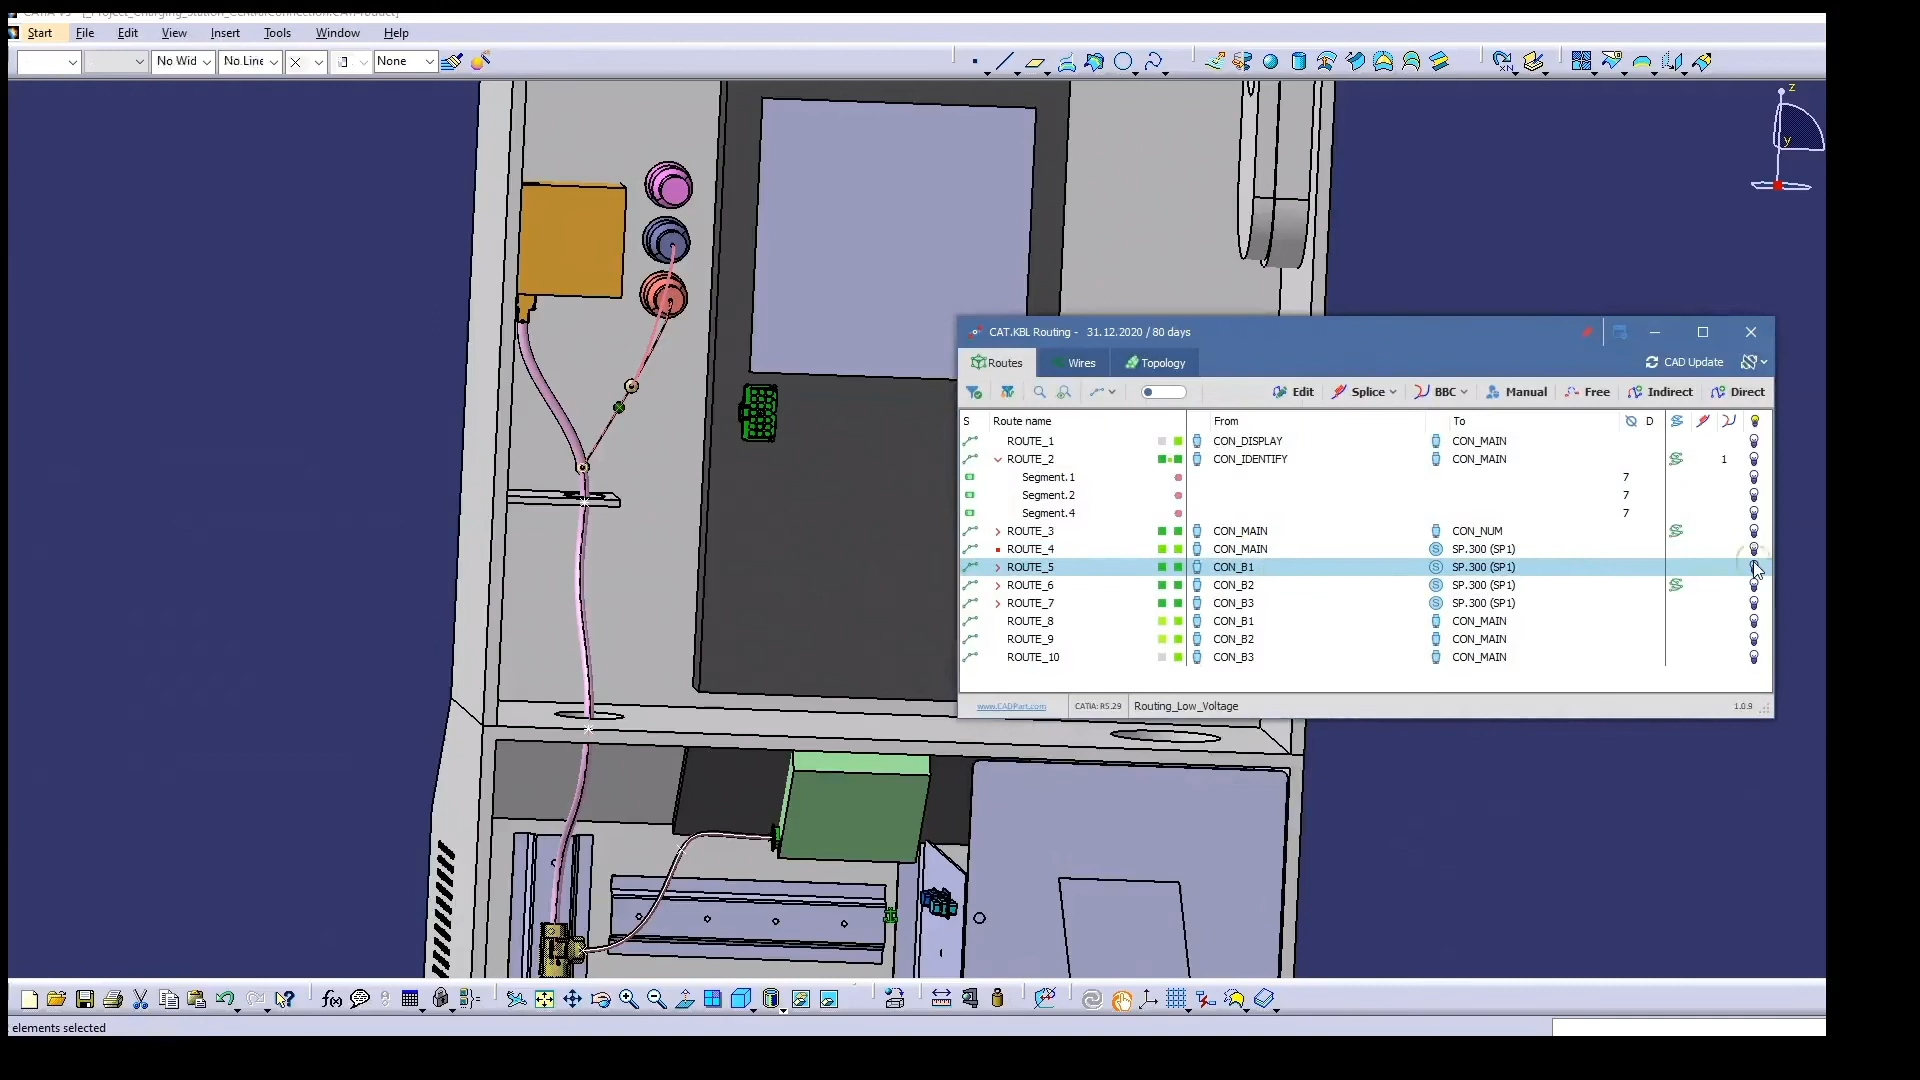 CATIA V5 - [_Project_Charging_Station_CentralConnection.CATProduct]
Start File Edit View Insert Tools Window Help
No Wid No Line None
z
y
CAT.KBL Routing - 31.12.2020 / 80 days
Routes Wires Topology CAD Update
Edit Splice BBC Manual Free Indirect Direct
S Route name From To D
ROUTE_1 CON_DISPLAY CON_MAIN
ROUTE_2 CON_IDENTIFY CON_MAIN 1
Segment.1 7
Segment.2 7
Segment.4 7
ROUTE_3 CON_MAIN CON_NUM
ROUTE_4 CON_MAIN S SP.300 (SP1)
ROUTE_5 CON_B1 S SP.300 (SP1)
ROUTE_6 CON_B2 S SP.300 (SP1)
ROUTE_7 CON_B3 S SP.300 (SP1)
ROUTE_8 CON_B1 CON_MAIN
ROUTE_9 CON_B2 CON_MAIN
ROUTE_10 CON_B3 CON_MAIN
www.CADPart.com CATIA: R5.29 Routing_Low_Voltage 1.0.9
f(x)
elements selected